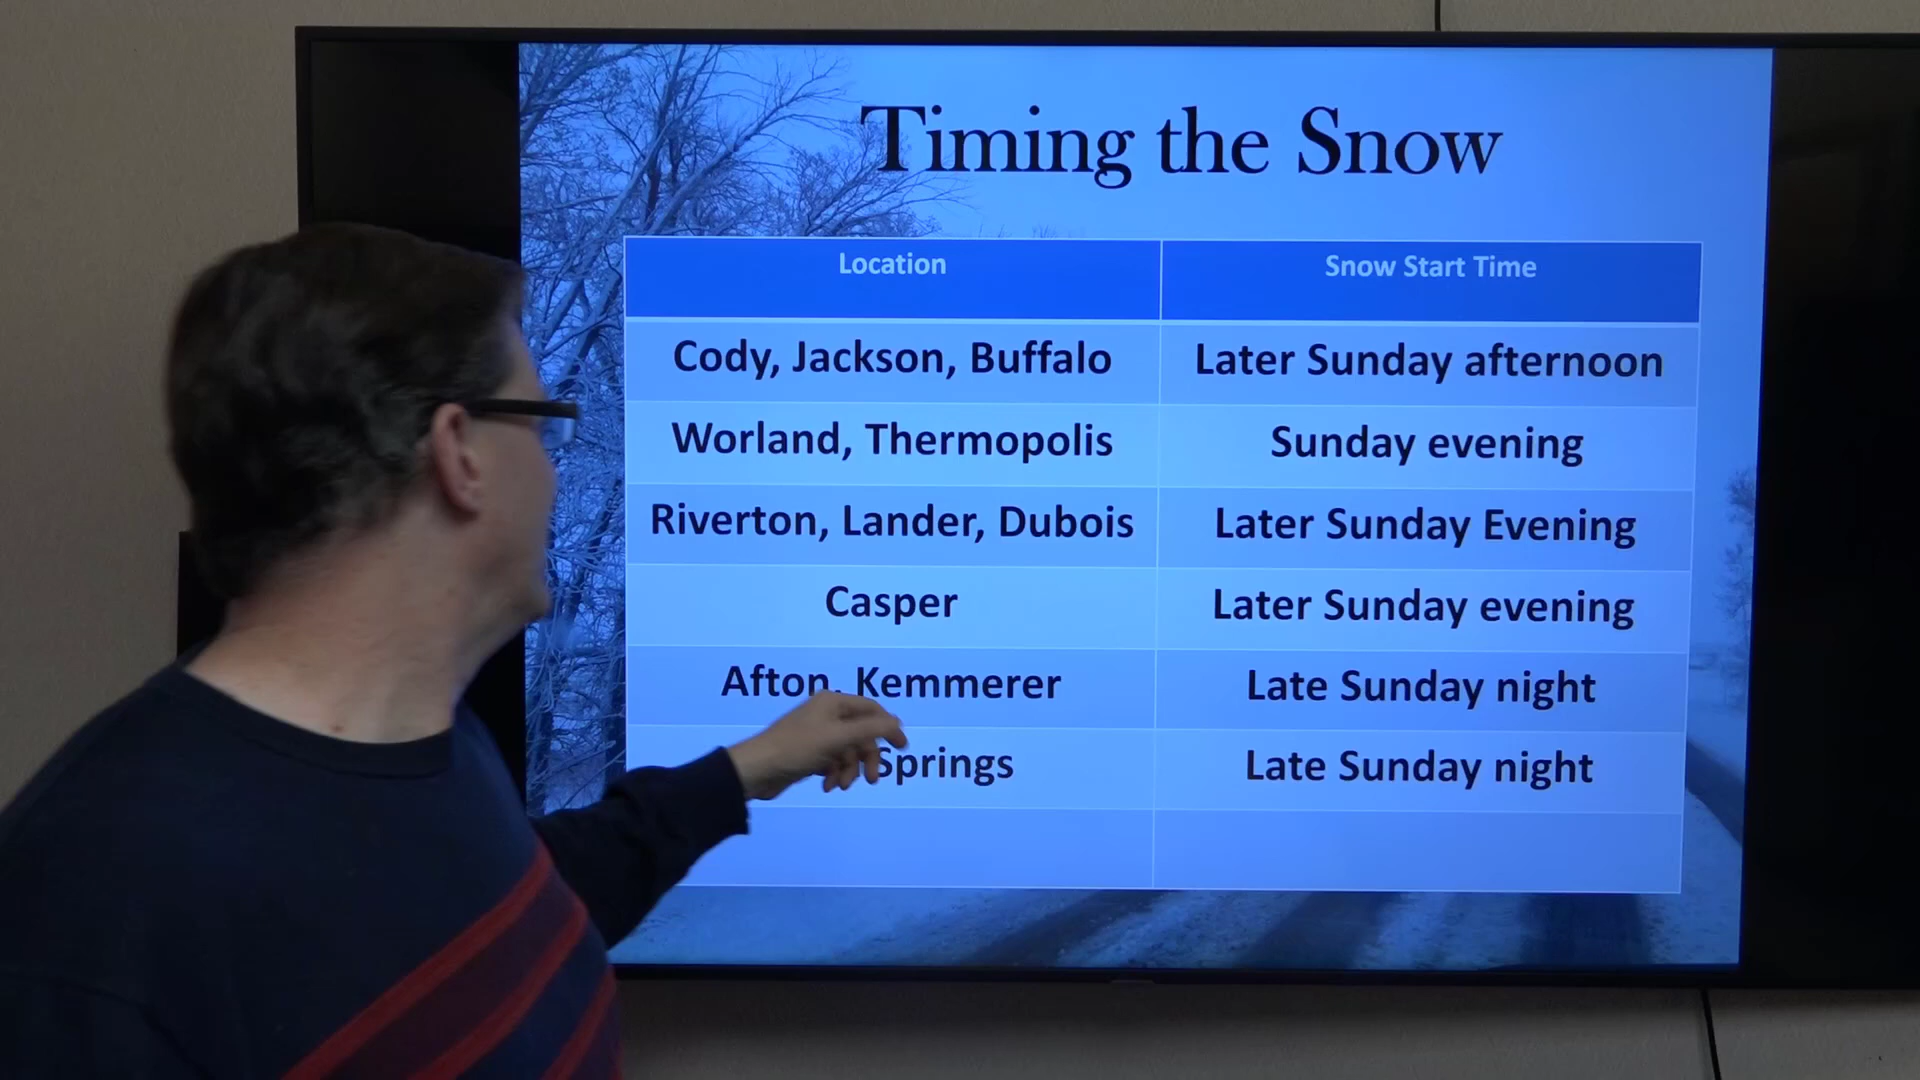 Timing the Snow
Location Snow Start Time
Cody, Jackson, Buffalo Later Sunday afternoon
Worland, Thermopolis Sunday evening
Riverton, Lander, Dubois Later Sunday Evening
Casper Later Sunday evening
Afton, Kemmerer Late Sunday night
Springs Late Sunday night